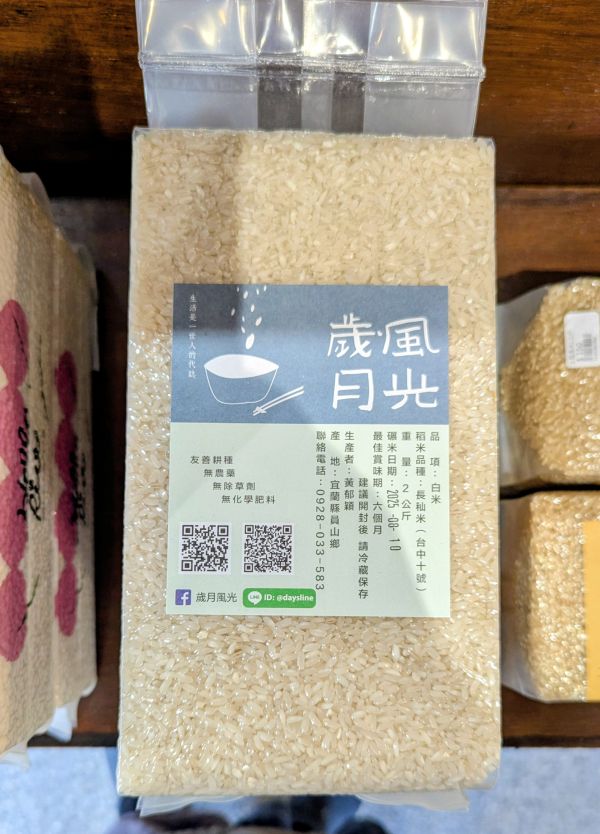 歲月風光
生活是一世人的代誌
品　項：白米
稻米品種：長秈米（台中十號）
重　量：2公斤
碾米日期：2025-08-10
最佳賞味期：六個月
建議開封後 請冷藏保存
生產者：黃郁穎
產　地：宜蘭縣員山鄉
聯絡電話：0928-033-583
友善耕種
無農藥
無除草劑
無化學肥料
歲月風光
LINE ID: @daysline